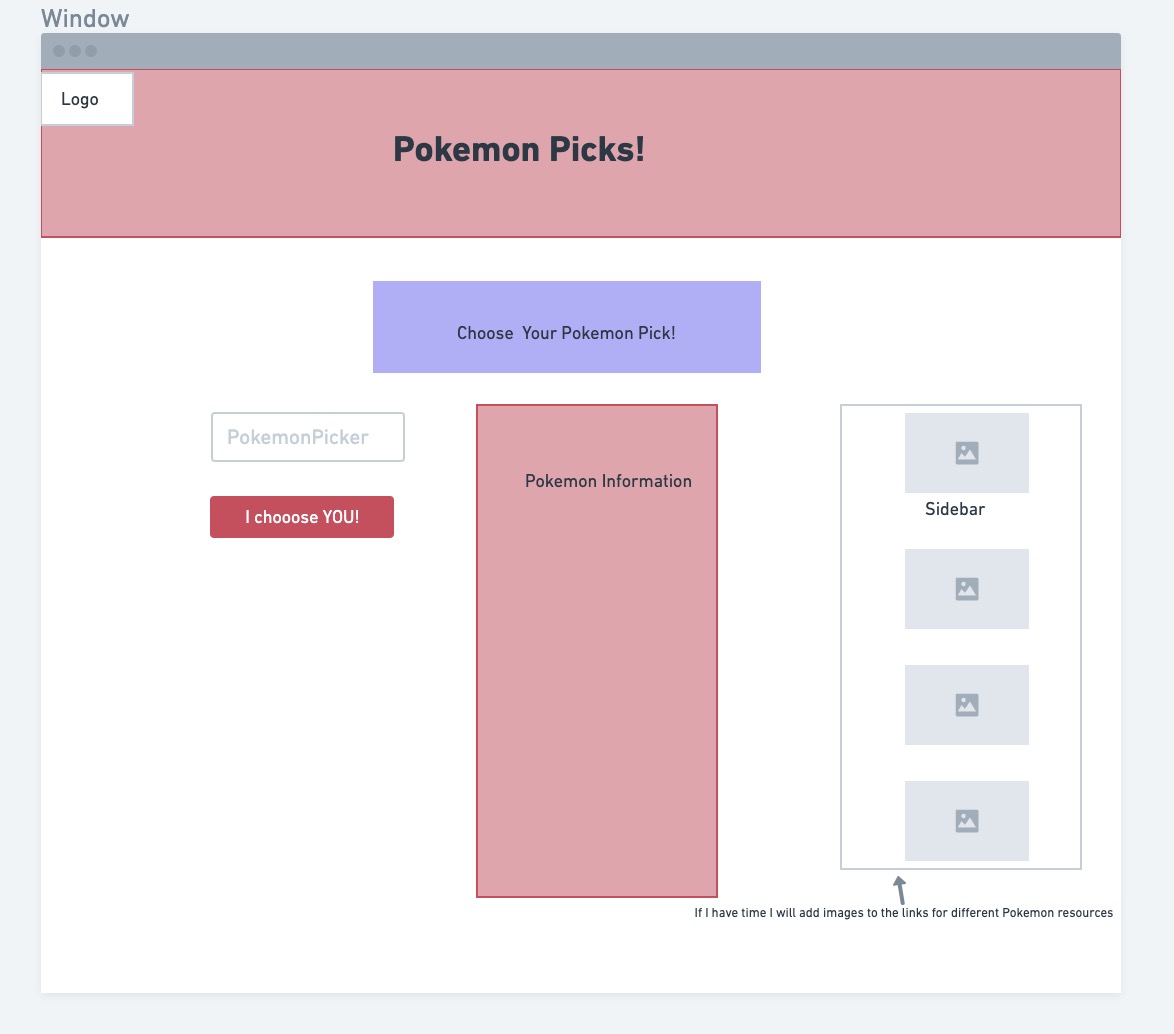 Window
Logo
Pokemon Picks!
Choose  Your Pokemon Pick!
PokemonPicker
I chooose YOU!
Pokemon Information
Sidebar
If I have time I will add images to the links for different Pokemon resources